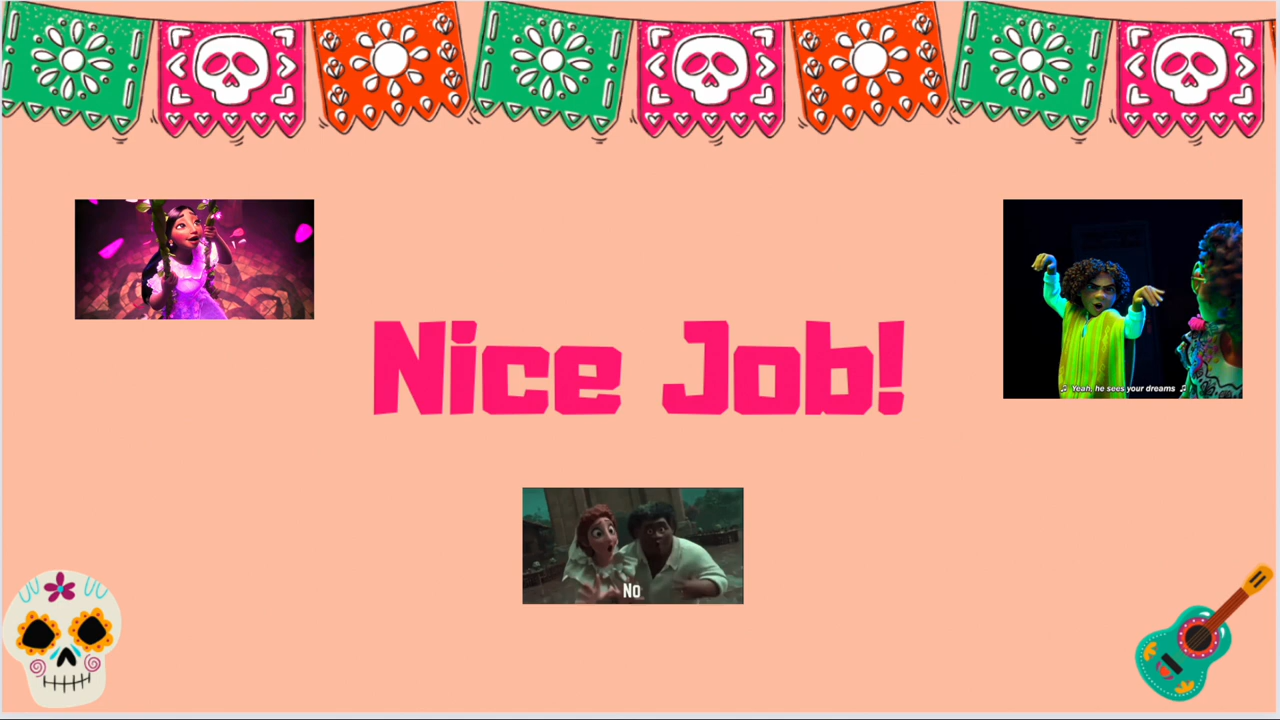 Nice Job!
♫ Yeah, he sees your dreams ♫
No